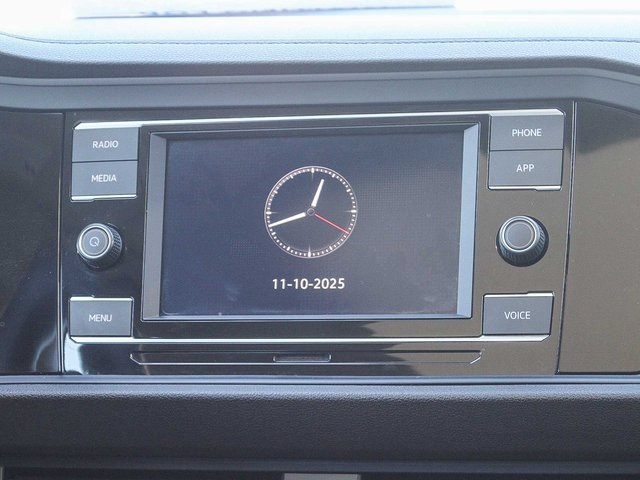 RADIO
MEDIA
MENU
11-10-2025
PHONE
APP
VOICE